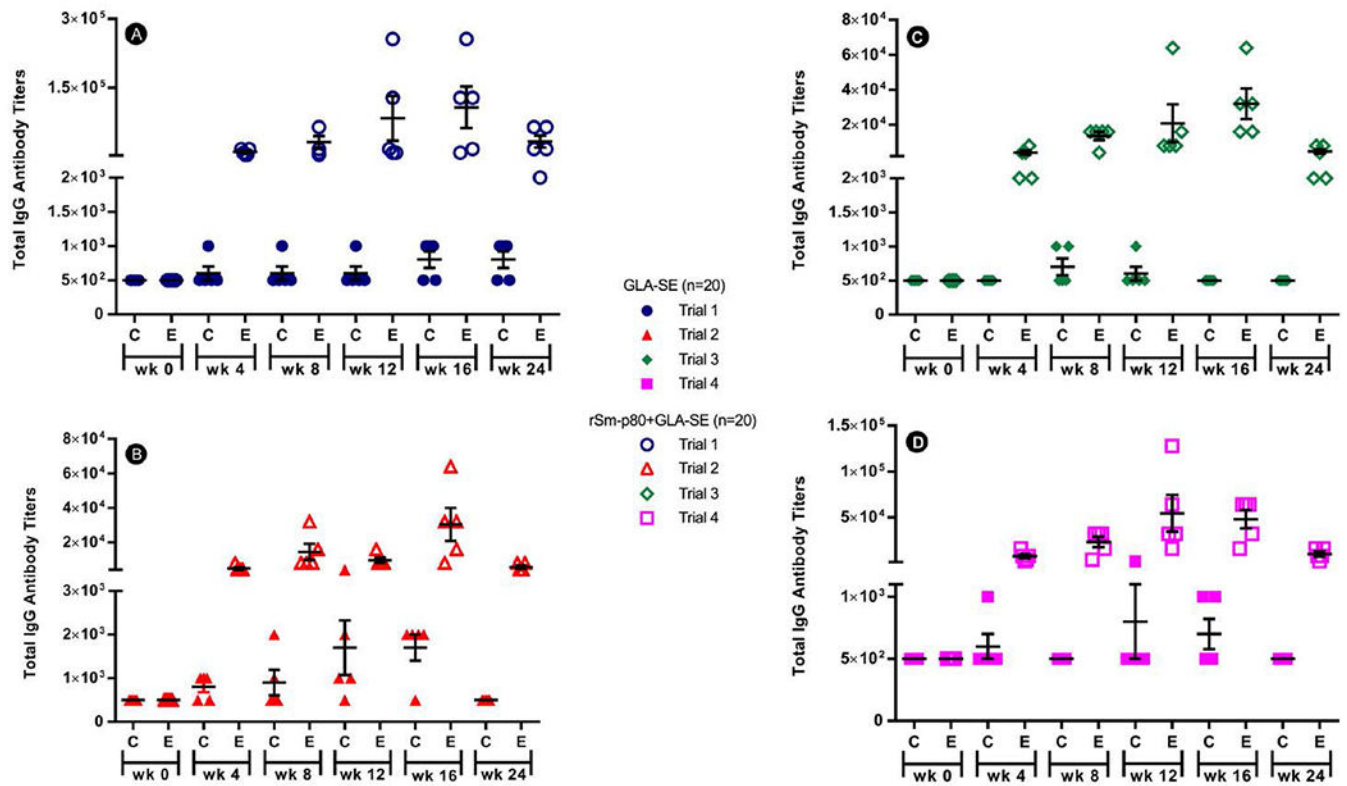 A
Total IgG Antibody Titers
3×10⁵
1.5×10⁵
2×10³
1.5×10³
1×10³
5×10²
0
C E C E C E C E C E C E
wk 0 wk 4 wk 8 wk 12 wk 16 wk 24
C
Total IgG Antibody Titers
8×10⁴
6×10⁴
4×10⁴
2×10⁴
2×10³
1.5×10³
1×10³
5×10²
0
C E C E C E C E C E C E
wk 0 wk 4 wk 8 wk 12 wk 16 wk 24
GLA-SE (n=20)
Trial 1
Trial 2
Trial 3
Trial 4
rSm-p80+GLA-SE (n=20)
Trial 1
Trial 2
Trial 3
Trial 4
B
Total IgG Antibody Titers
8×10⁴
6×10⁴
4×10⁴
2×10⁴
3×10³
2×10³
1×10³
0
C E C E C E C E C E C E
wk 0 wk 4 wk 8 wk 12 wk 16 wk 24
D
Total IgG Antibody Titers
1.5×10⁵
1×10⁵
5×10⁴
1×10³
5×10²
0
C E C E C E C E C E C E
wk 0 wk 4 wk 8 wk 12 wk 16 wk 24